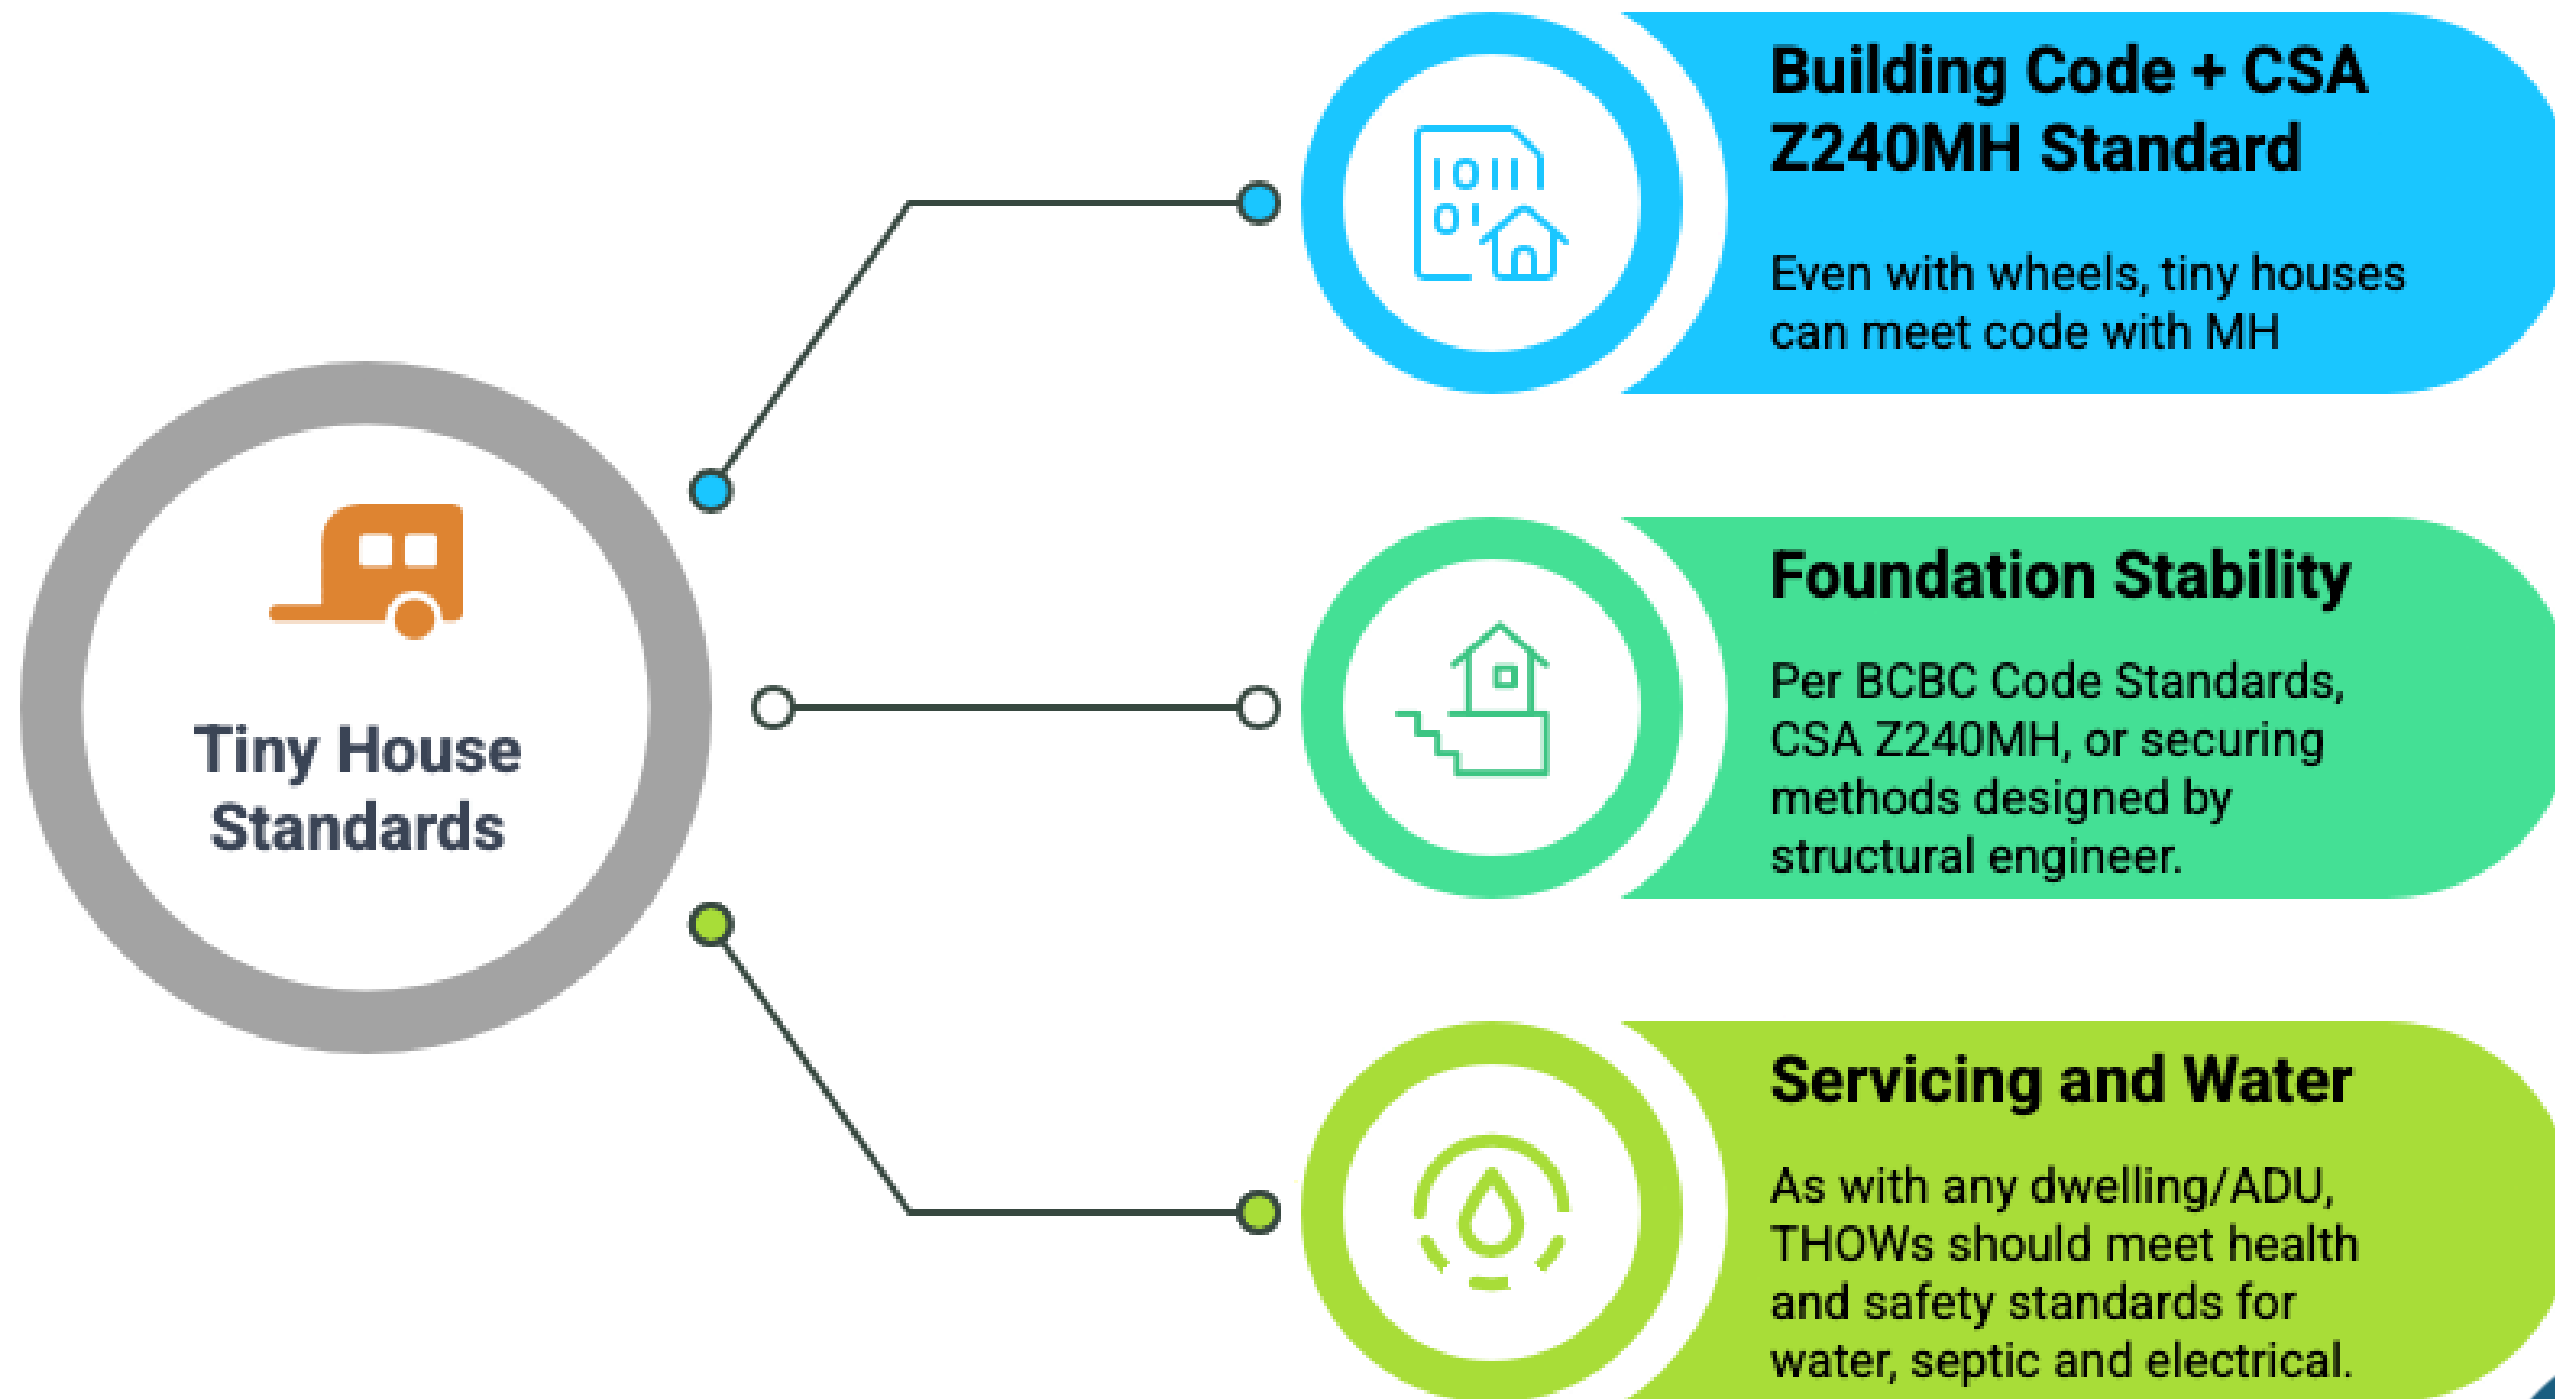 Tiny House
Standards
Building Code + CSA
Z240MH Standard
Even with wheels, tiny houses
can meet code with MH
Foundation Stability
Per BCBC Code Standards,
CSA Z240MH, or securing
methods designed by
structural engineer.
Servicing and Water
As with any dwelling/ADU,
THOWs should meet health
and safety standards for
water, septic and electrical.